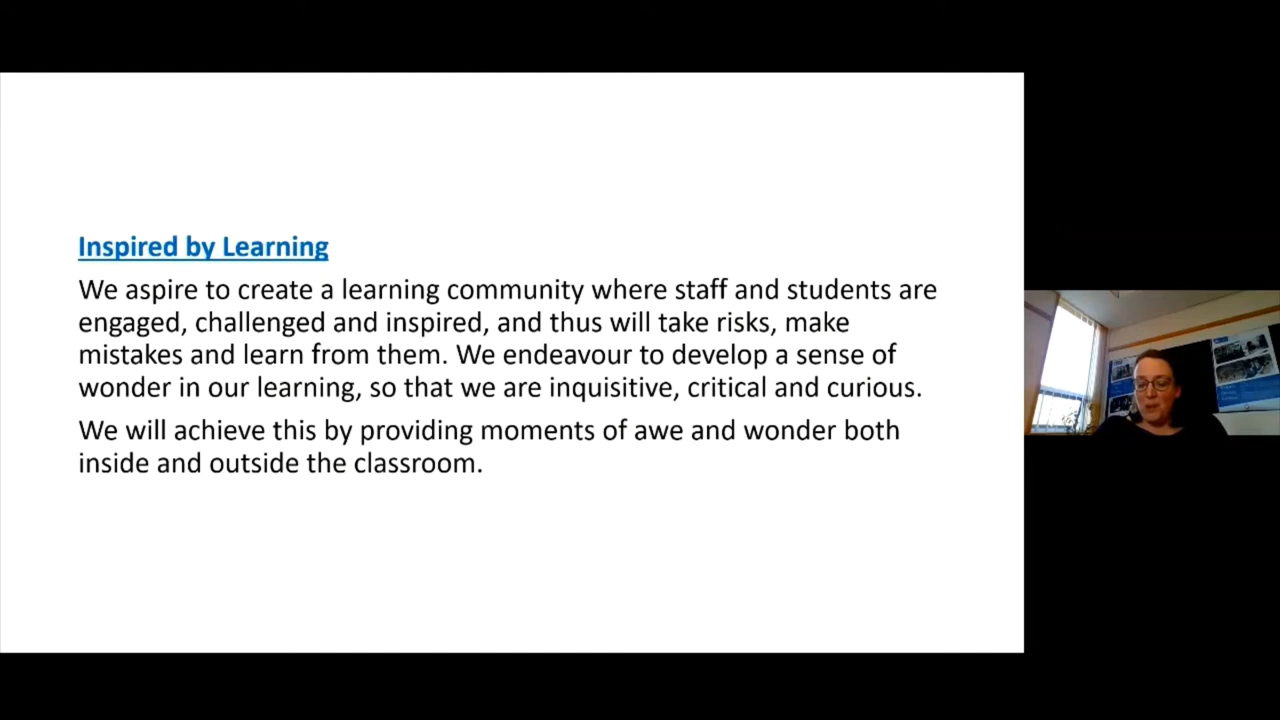 Inspired by Learning
We aspire to create a learning community where staff and students are
engaged, challenged and inspired, and thus will take risks, make
mistakes and learn from them. We endeavour to develop a sense of
wonder in our learning, so that we are inquisitive, critical and curious.
We will achieve this by providing moments of awe and wonder both
inside and outside the classroom.